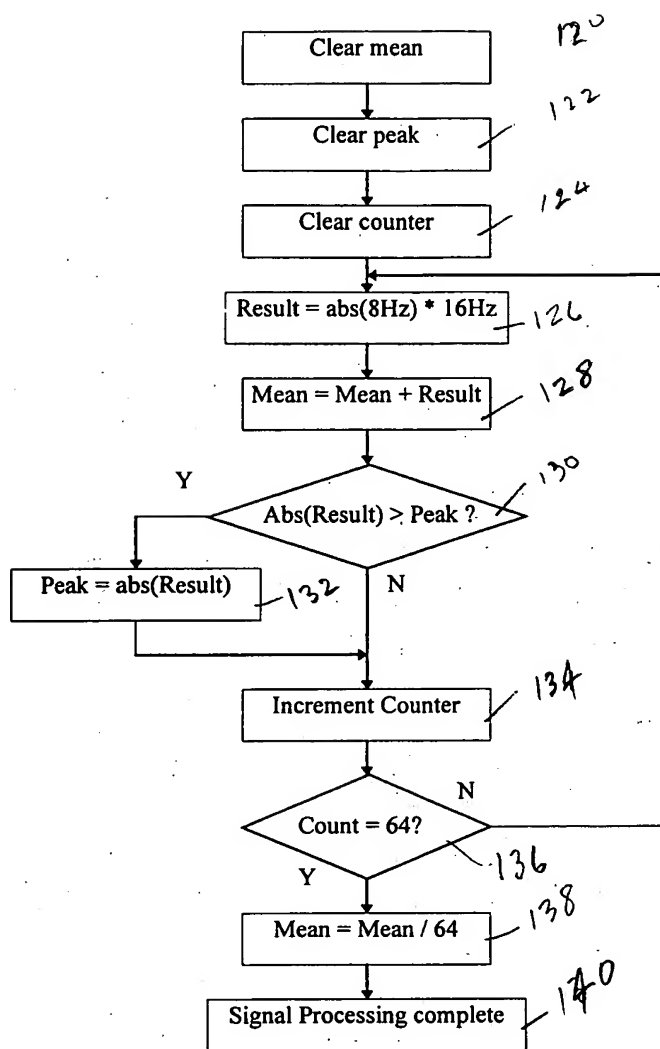 Clear mean
120
Clear peak
122
Clear counter
124
Result = abs(8Hz) * 16Hz
126
Mean = Mean + Result
128
Y
Abs(Result) > Peak ?
130
Peak = abs(Result)
132
N
Increment Counter
134
N
Count = 64?
136
Y
Mean = Mean / 64
138
Signal Processing complete
140